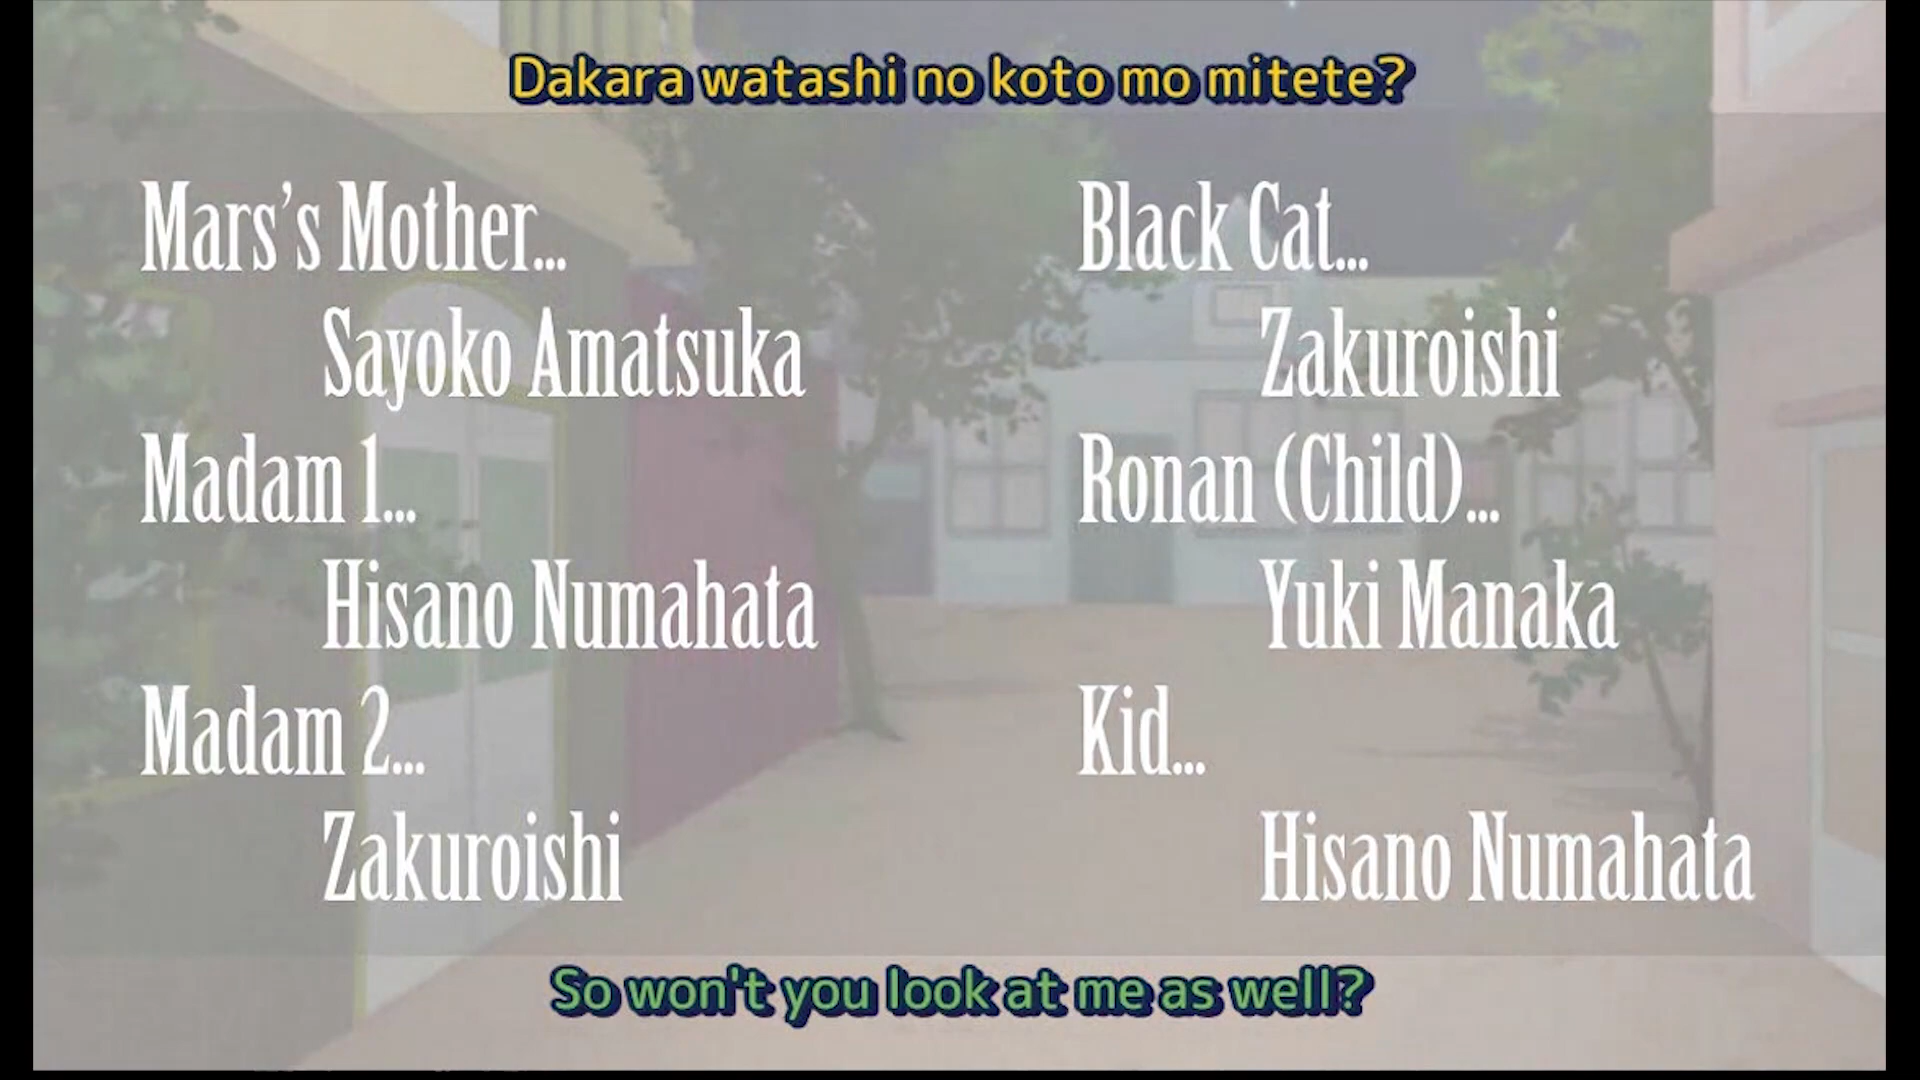 Dakara watashi no koto mo mitete?
Mars's Mother...
Sayoko Amatsuka
Madam 1...
Hisano Numahata
Madam 2...
Zakuroishi
Black Cat...
Zakuroishi
Ronan (Child)...
Yuki Manaka
Kid...
Hisano Numahata
So won't you look at me as well?